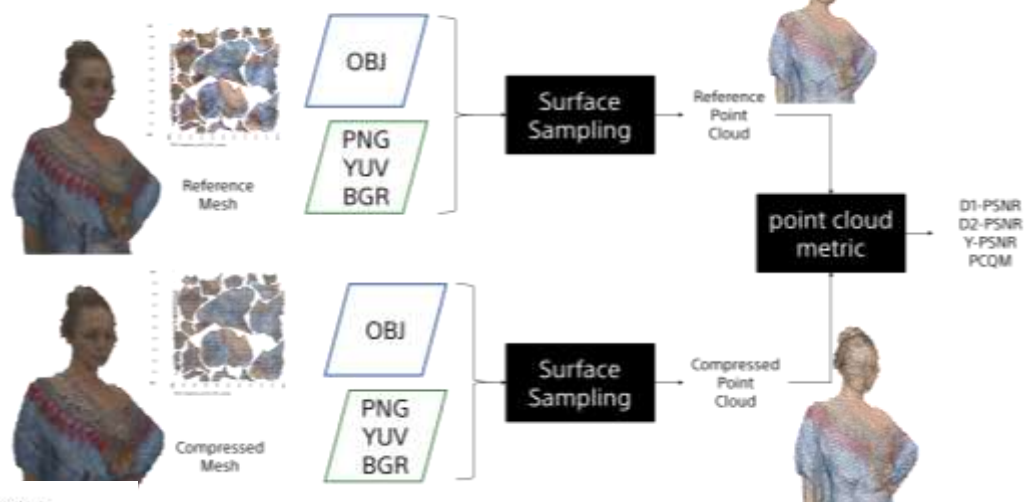 OBJ
PNG
YUV
BGR
Reference
Mesh
Surface
Sampling
Reference
Point
Cloud
point cloud
metric
D1-PSNR
D2-PSNR
Y-PSNR
PCQM
OBJ
PNG
YUV
BGR
Compressed
Mesh
Surface
Sampling
Compressed
Point
Cloud